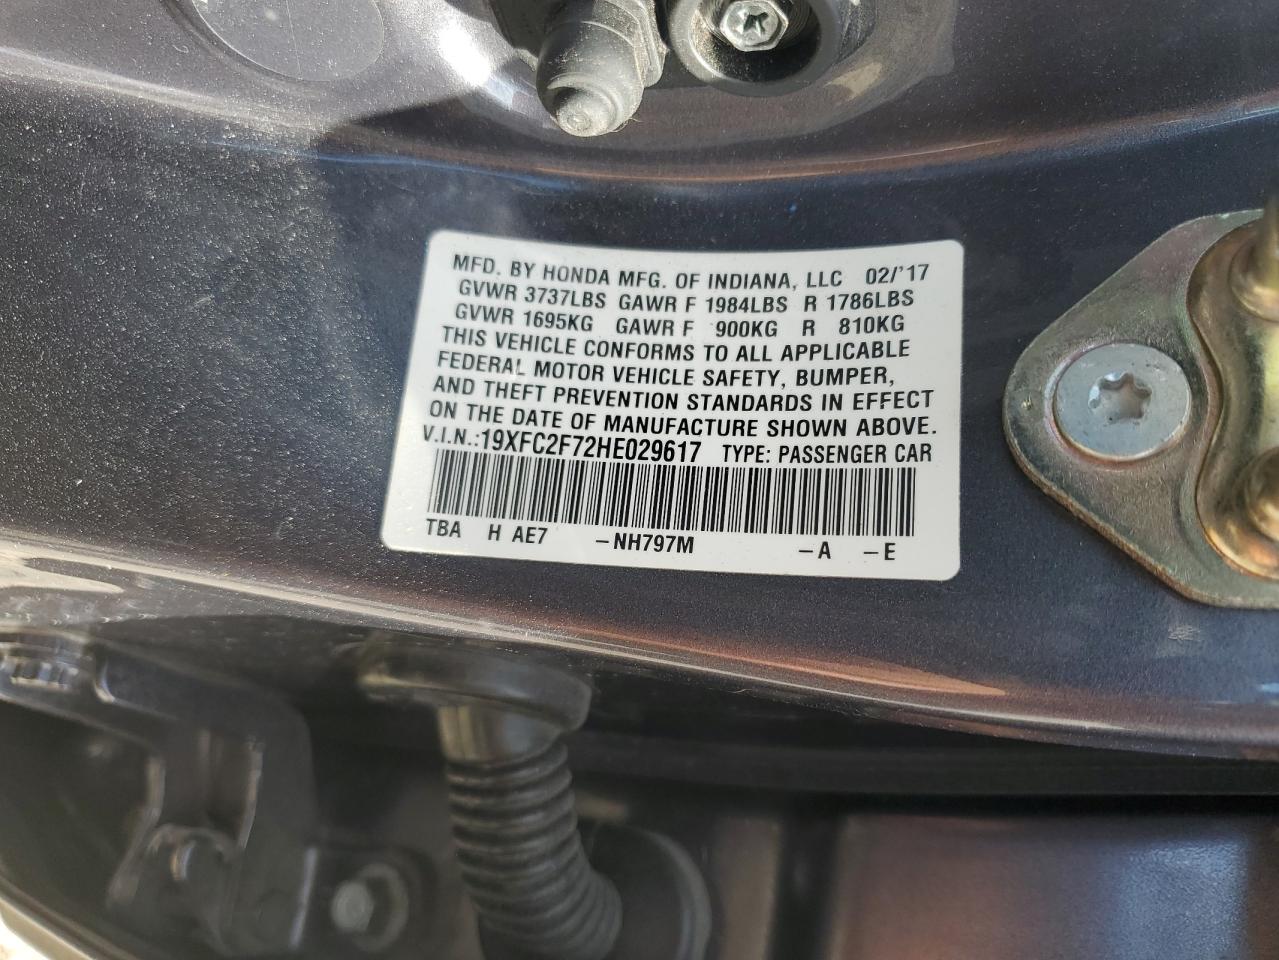 MFD. BY HONDA MFG. OF INDIANA, LLC 02/'17
GVWR 3737LBS GAWR F 1984LBS R 1786LBS
GVWR 1695KG GAWR F 900KG R 810KG
THIS VEHICLE CONFORMS TO ALL APPLICABLE
FEDERAL MOTOR VEHICLE SAFETY, BUMPER,
AND THEFT PREVENTION STANDARDS IN EFFECT
ON THE DATE OF MANUFACTURE SHOWN ABOVE.
V.I.N.:19XFC2F72HE029617 TYPE: PASSENGER CAR
TBA H AE7 –NH797M –A –E